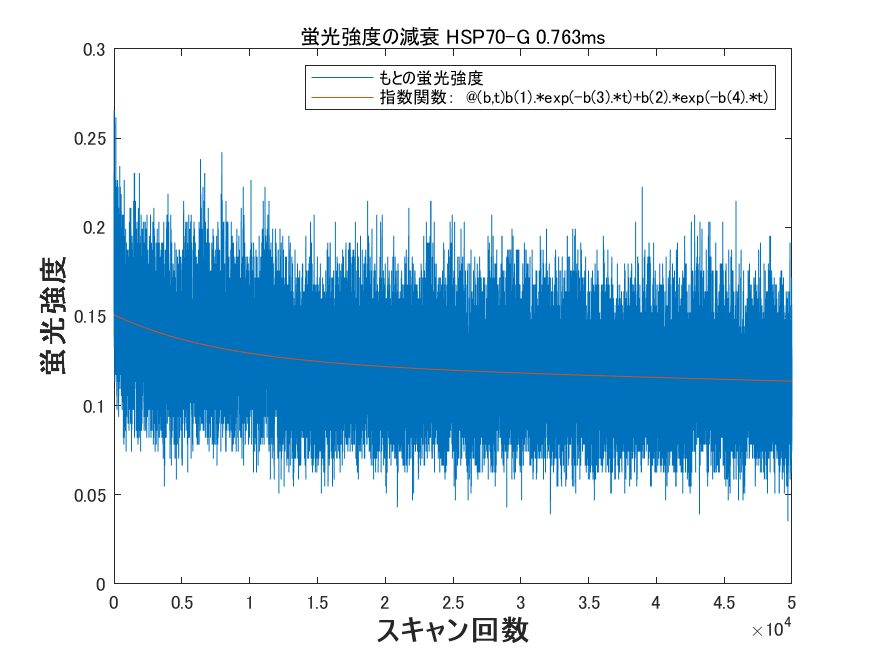 蛍光強度の減衰 HSP70-G 0.763ms
もとの蛍光強度
指数関数： @(b,t)b(1).*exp(-b(3).*t)+b(2).*exp(-b(4).*t)
蛍光強度
0.3
0.25
0.2
0.15
0.1
0.05
0
0 0.5 1 1.5 2 2.5 3 3.5 4 4.5 5
×10^4
スキャン回数